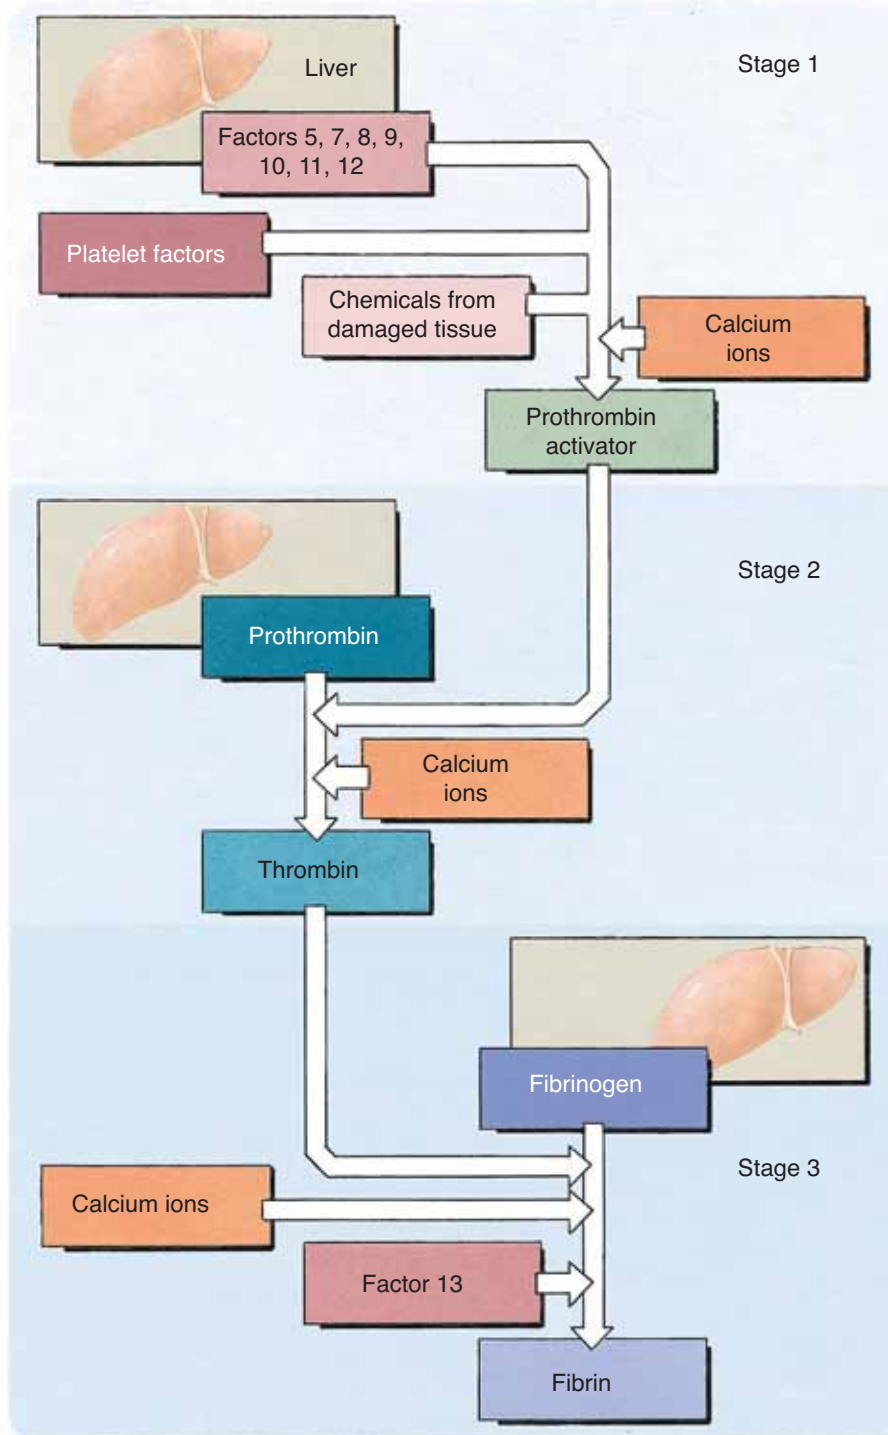 Liver
Stage 1
Factors 5, 7, 8, 9,
10, 11, 12
Platelet factors
Chemicals from
damaged tissue
Calcium
ions
Prothrombin
activator
Stage 2
Prothrombin
Calcium
ions
Thrombin
Fibrinogen
Stage 3
Calcium ions
Factor 13
Fibrin